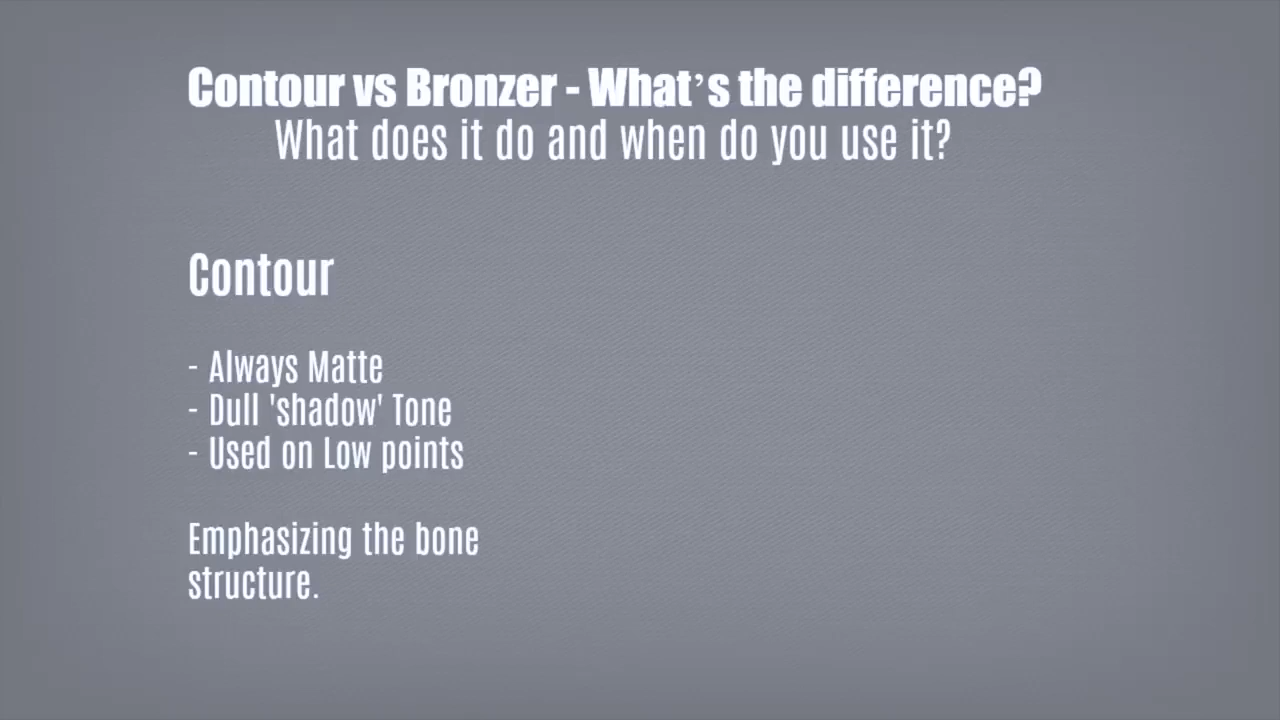 Contour vs Bronzer - What's the difference?
What does it do and when do you use it?
Contour
- Always Matte
- Dull 'shadow' Tone
- Used on Low points
Emphasizing the bone
structure.